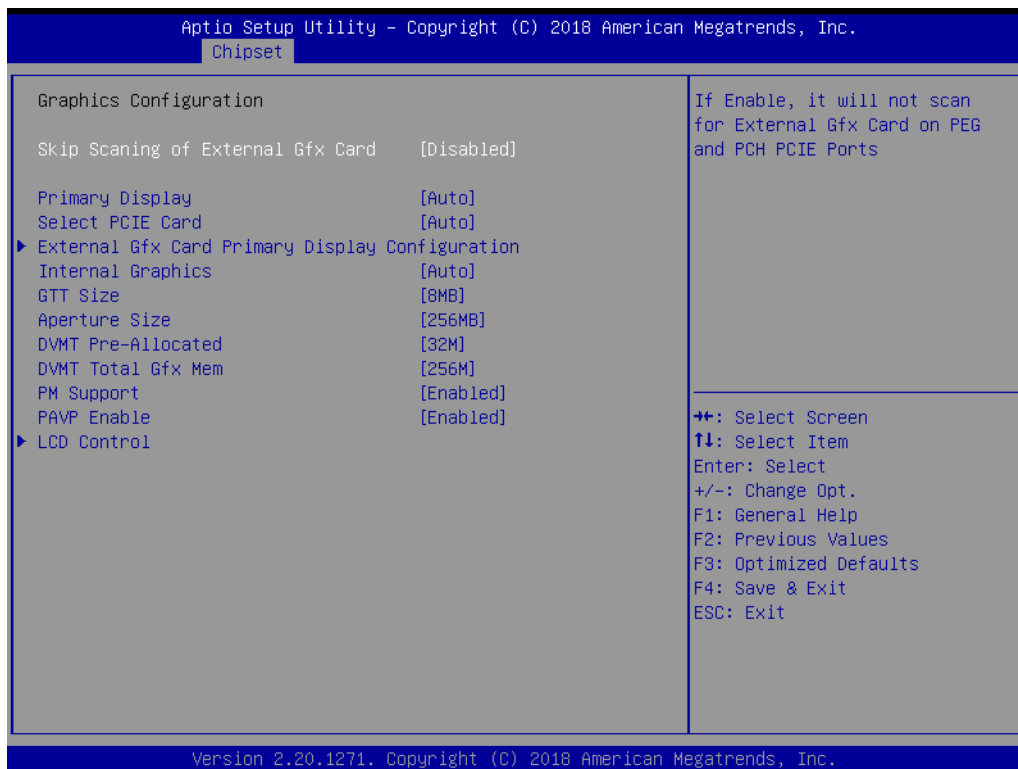 Aptio Setup Utility – Copyright (C) 2018 American Megatrends, Inc.
Chipset
Graphics Configuration
Skip Scaning of External Gfx Card [Disabled]
Primary Display [Auto]
Select PCIE Card [Auto]
▶ External Gfx Card Primary Display Configuration
Internal Graphics [Auto]
GTT Size [8MB]
Aperture Size [256MB]
DVMT Pre-Allocated [32M]
DVMT Total Gfx Mem [256M]
PM Support [Enabled]
PAVP Enable [Enabled]
▶ LCD Control
If Enable, it will not scan
for External Gfx Card on PEG
and PCH PCIE Ports
→←: Select Screen
↑↓: Select Item
Enter: Select
+/-: Change Opt.
F1: General Help
F2: Previous Values
F3: Optimized Defaults
F4: Save & Exit
ESC: Exit
Version 2.20.1271. Copyright (C) 2018 American Megatrends, Inc.